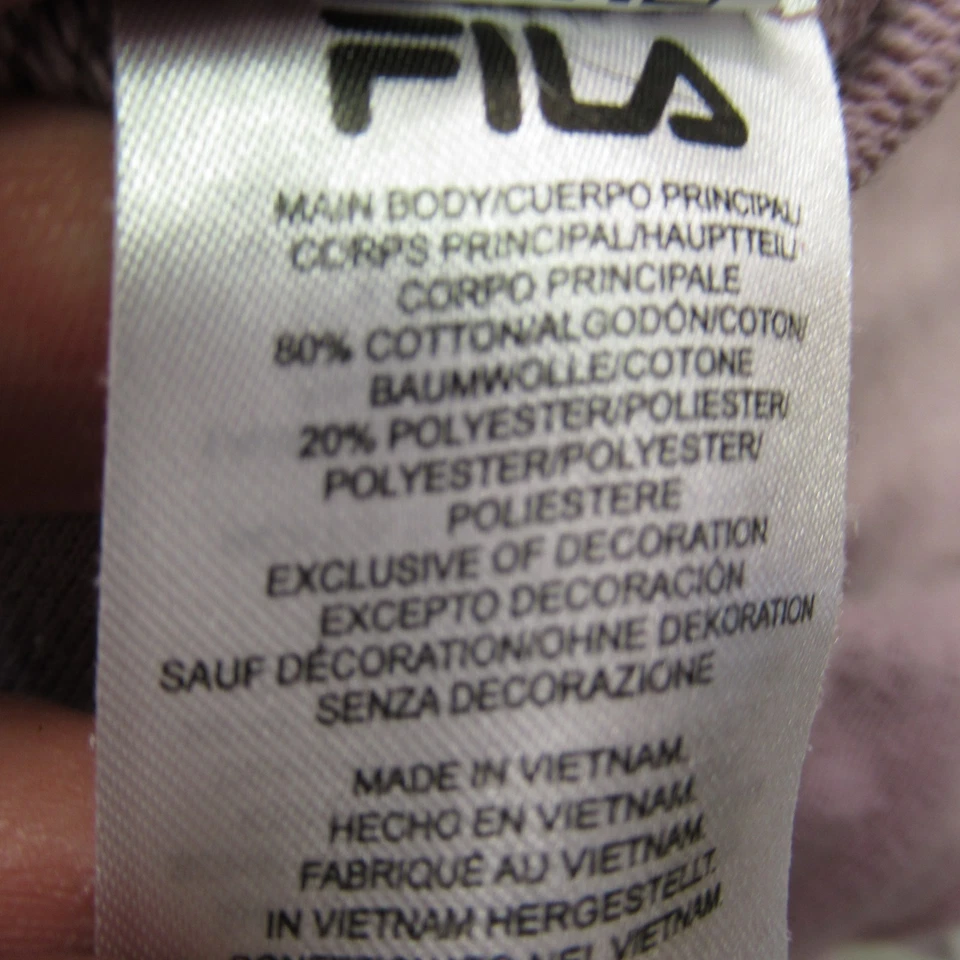 FILA
MAIN BODY/CUERPO PRINCIPAL/
CORPS PRINCIPAL/HAUPTTEIL/
CORPO PRINCIPALE
80% COTTON/ALGODÓN/COTON/
BAUMWOLLE/COTONE
20% POLYESTER/POLIESTER/
POLYESTER/POLYESTER/
POLIESTERE
EXCLUSIVE OF DECORATION
EXCEPTO DECORACIÓN
SAUF DÉCORATION/OHNE DEKORATION
SENZA DECORAZIONE
MADE IN VIETNAM.
HECHO EN VIETNAM.
FABRIQUÉ AU VIETNAM.
IN VIETNAM HERGESTELLT.
NEL VIETNAM.